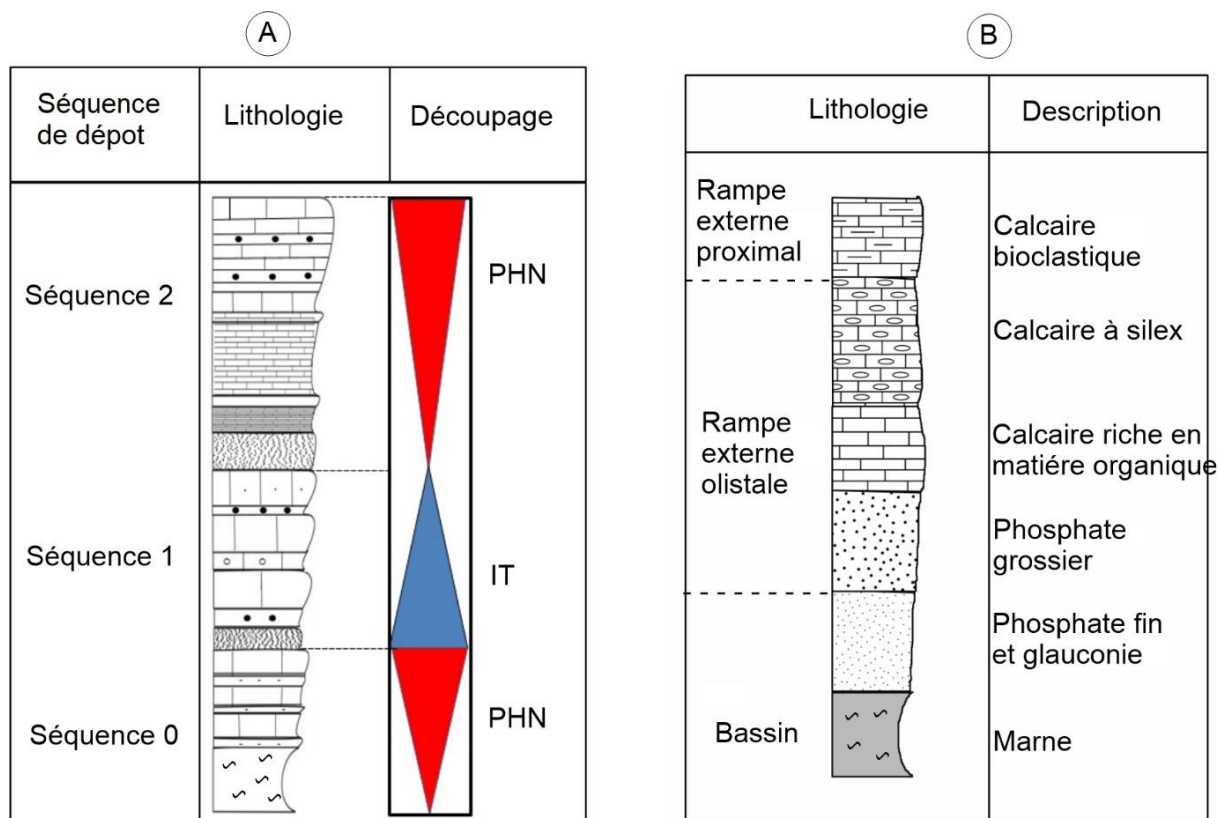 A
Séquence
de dépot
Lithologie
Découpage
Séquence 2
PHN
Séquence 1
IT
Séquence 0
PHN
B
Lithologie
Description
Rampe
externe
proximal
Calcaire
bioclastique
Calcaire à silex
Rampe
externe
olistale
Calcaire riche en
matiére organique
Phosphate
grossier
Phosphate fin
et glauconie
Bassin
Marne